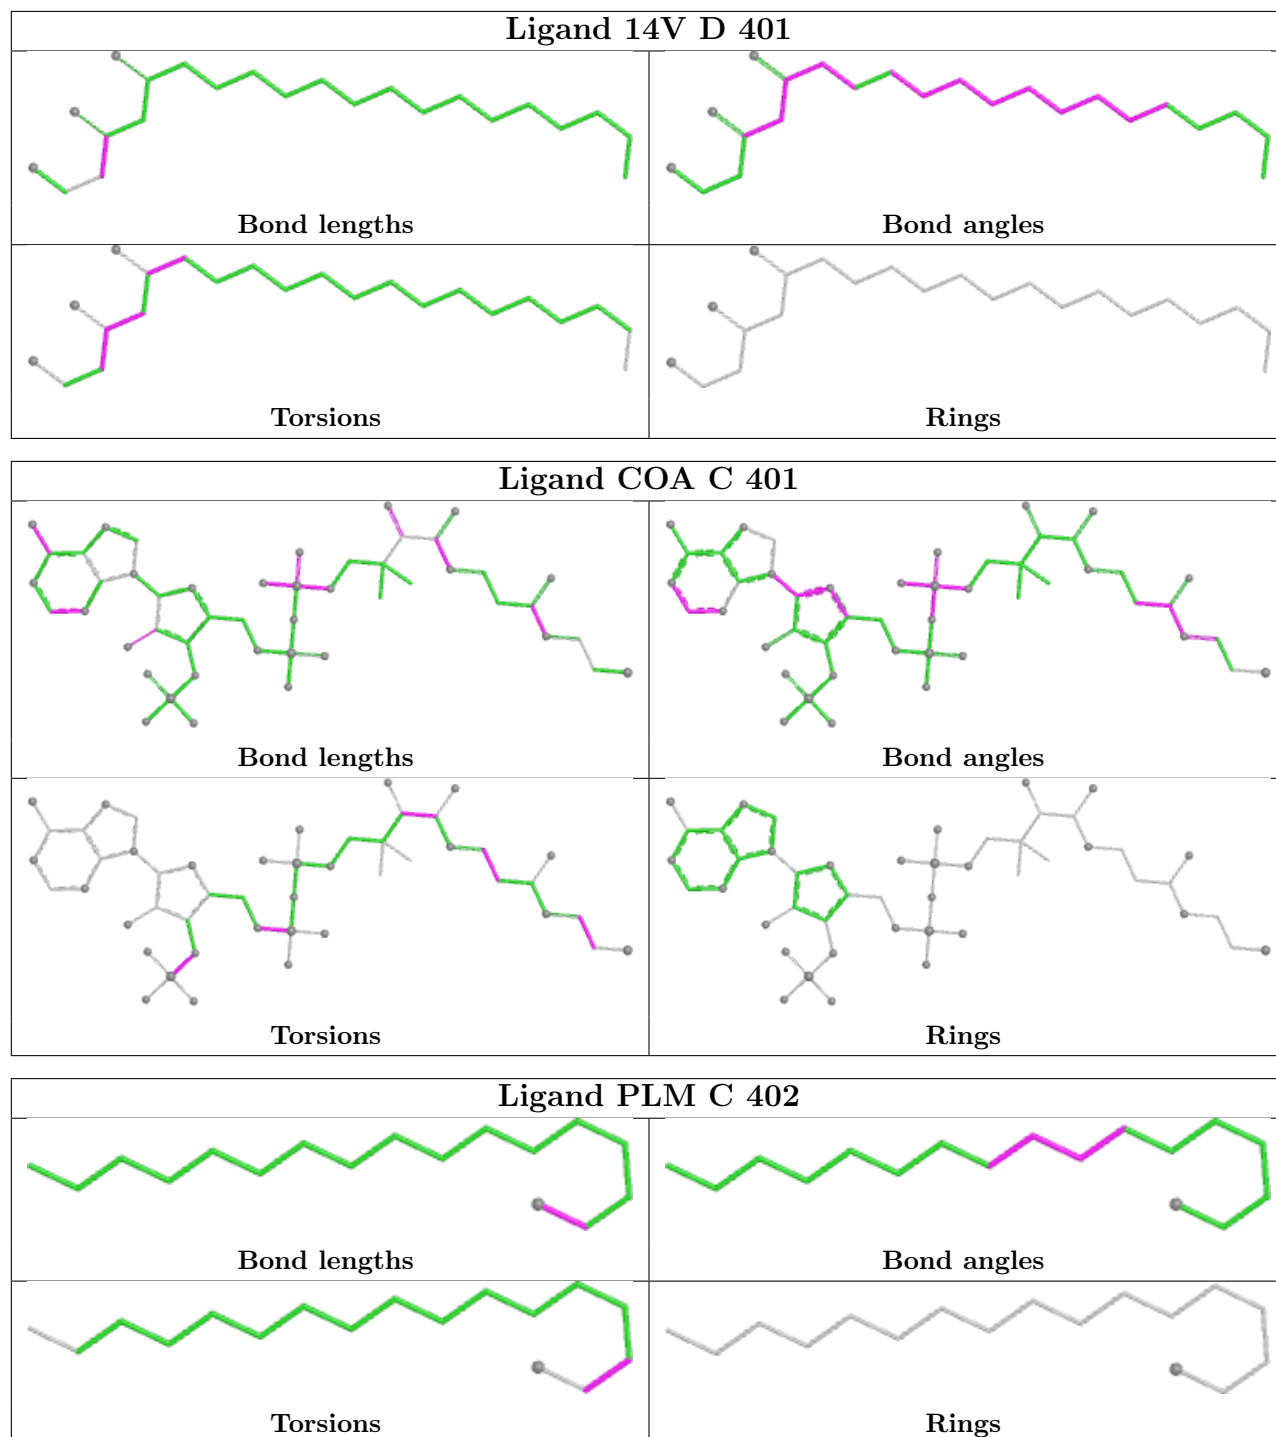 Ligand 14V D 401
Bond lengths
Bond angles
Torsions
Rings
Ligand COA C 401
Bond lengths
Bond angles
Torsions
Rings
Ligand PLM C 402
Bond lengths
Bond angles
Torsions
Rings